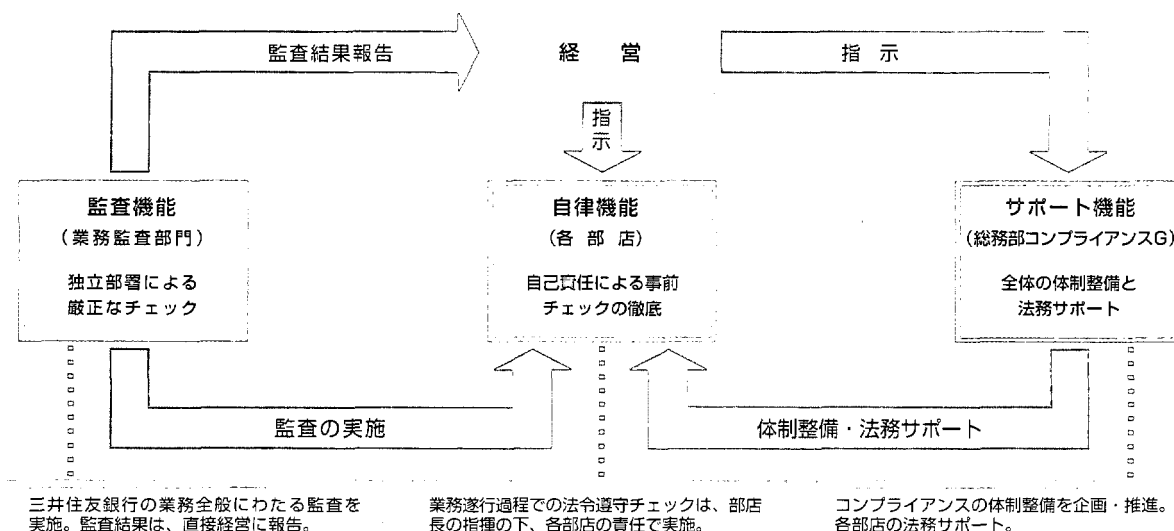 監査結果報告
経 営
指 示
指
示
監査機能
(業務監査部門)
独立部署による
厳正なチェック
自律機能
(各 部 店)
自己責任による事前
チェックの徹底
サポート機能
(総務部コンプライアンスG)
全体の体制整備と
法務サポート
監査の実施
体制整備・法務サポート
三井住友銀行の業務全般にわたる監査を
実施。監査結果は、直接経営に報告。
業務遂行過程での法令遵守チェックは、部店
長の指揮の下、各部店の責任で実施。
コンプライアンスの体制整備を企画・推進。
各部店の法務サポート。